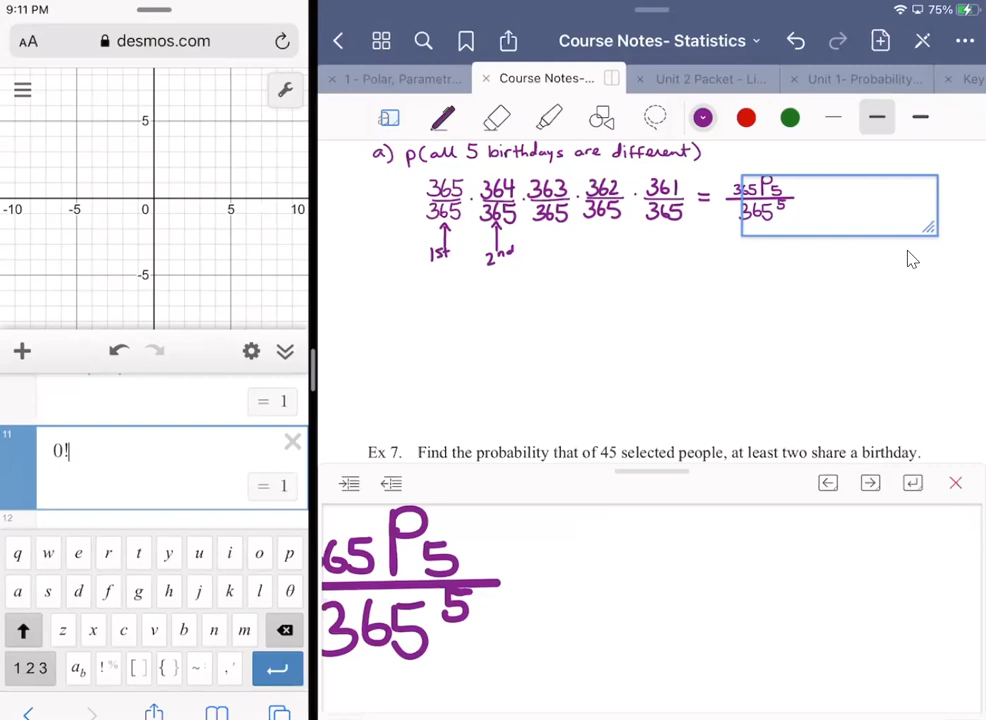 9:11 PM
75%
AA desmos.com
Course Notes- Statistics
1 - Polar, Parametr...
Course Notes-...
Unit 2 Packet - Li...
Unit 1- Probability...
Key
5
-10 -5 0 5 10
-5
= 1
11
0!
= 1
12
q w e r t y u i o p
a s d f g h j k l θ
z x c v b n m
1 2 3 a b ! % [ ] { } ~ : , '
a) p(all 5 birthdays are different)
365/365 · 364/365 · 363/365 · 362/365 · 361/365 = 365P5/365^5
1st 2nd
Ex 7. Find the probability that of 45 selected people, at least two share a birthday.
65P5
365^5